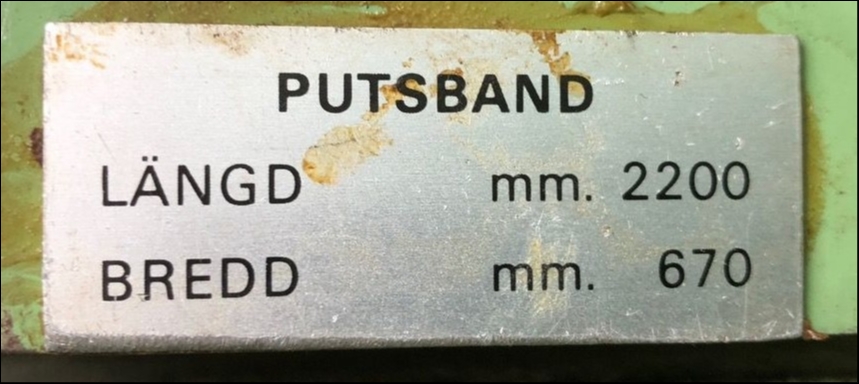 PUTSBAND
LÄNGD mm. 2200
BREDD mm. 670